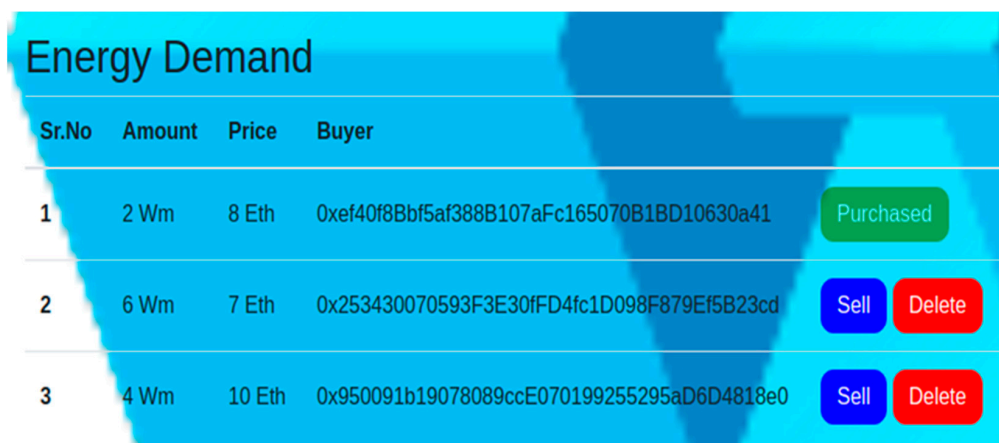 Energy Demand
Sr.No Amount Price Buyer
1 2 Wm 8 Eth 0xef40f8Bbf5af388B107aFc165070B1BD10630a41 Purchased
2 6 Wm 7 Eth 0x253430070593F3E30fFD4fc1D098F879Ef5B23cd Sell Delete
3 4 Wm 10 Eth 0x950091b19078089ccE070199255295aD6D4818e0 Sell Delete